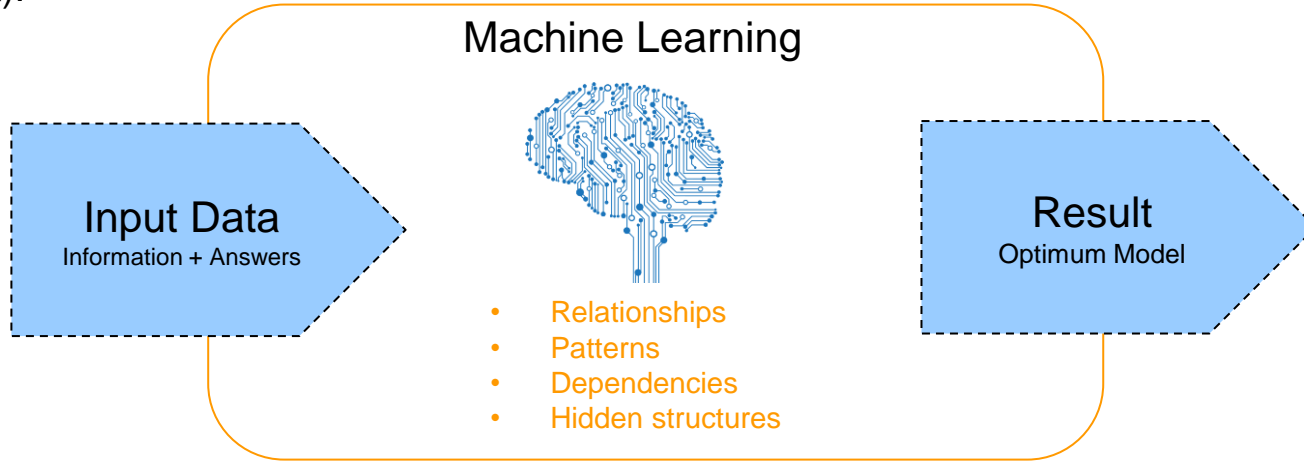 ).
Machine Learning
Input Data
Information + Answers
Result
Optimum Model
• Relationships
• Patterns
• Dependencies
• Hidden structures